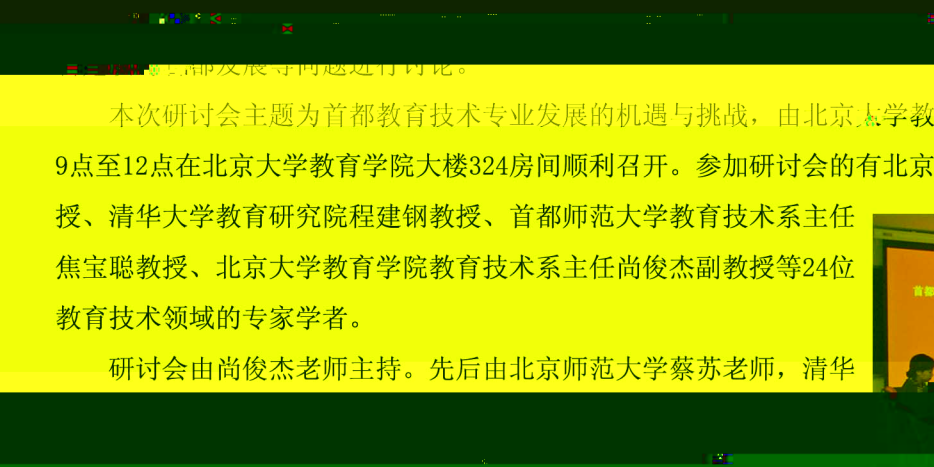 都发展等问题进行讨论。
本次研讨会主题为首都教育技术专业发展的机遇与挑战，由北京大学教
9点至12点在北京大学教育学院大楼324房间顺利召开。参加研讨会的有北京
授、清华大学教育研究院程建钢教授、首都师范大学教育技术系主任
焦宝聪教授、北京大学教育学院教育技术系主任尚俊杰副教授等24位
教育技术领域的专家学者。
研讨会由尚俊杰老师主持。先后由北京师范大学蔡苏老师，清华
首都